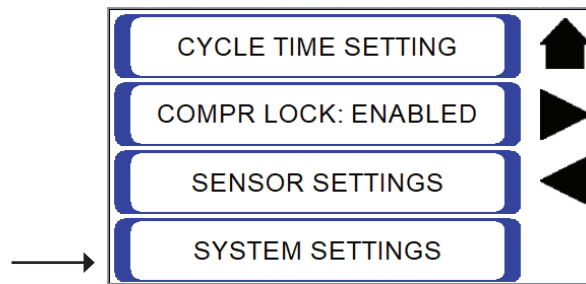 CYCLE TIME SETTING
COMPR LOCK: ENABLED
SENSOR SETTINGS
SYSTEM SETTINGS